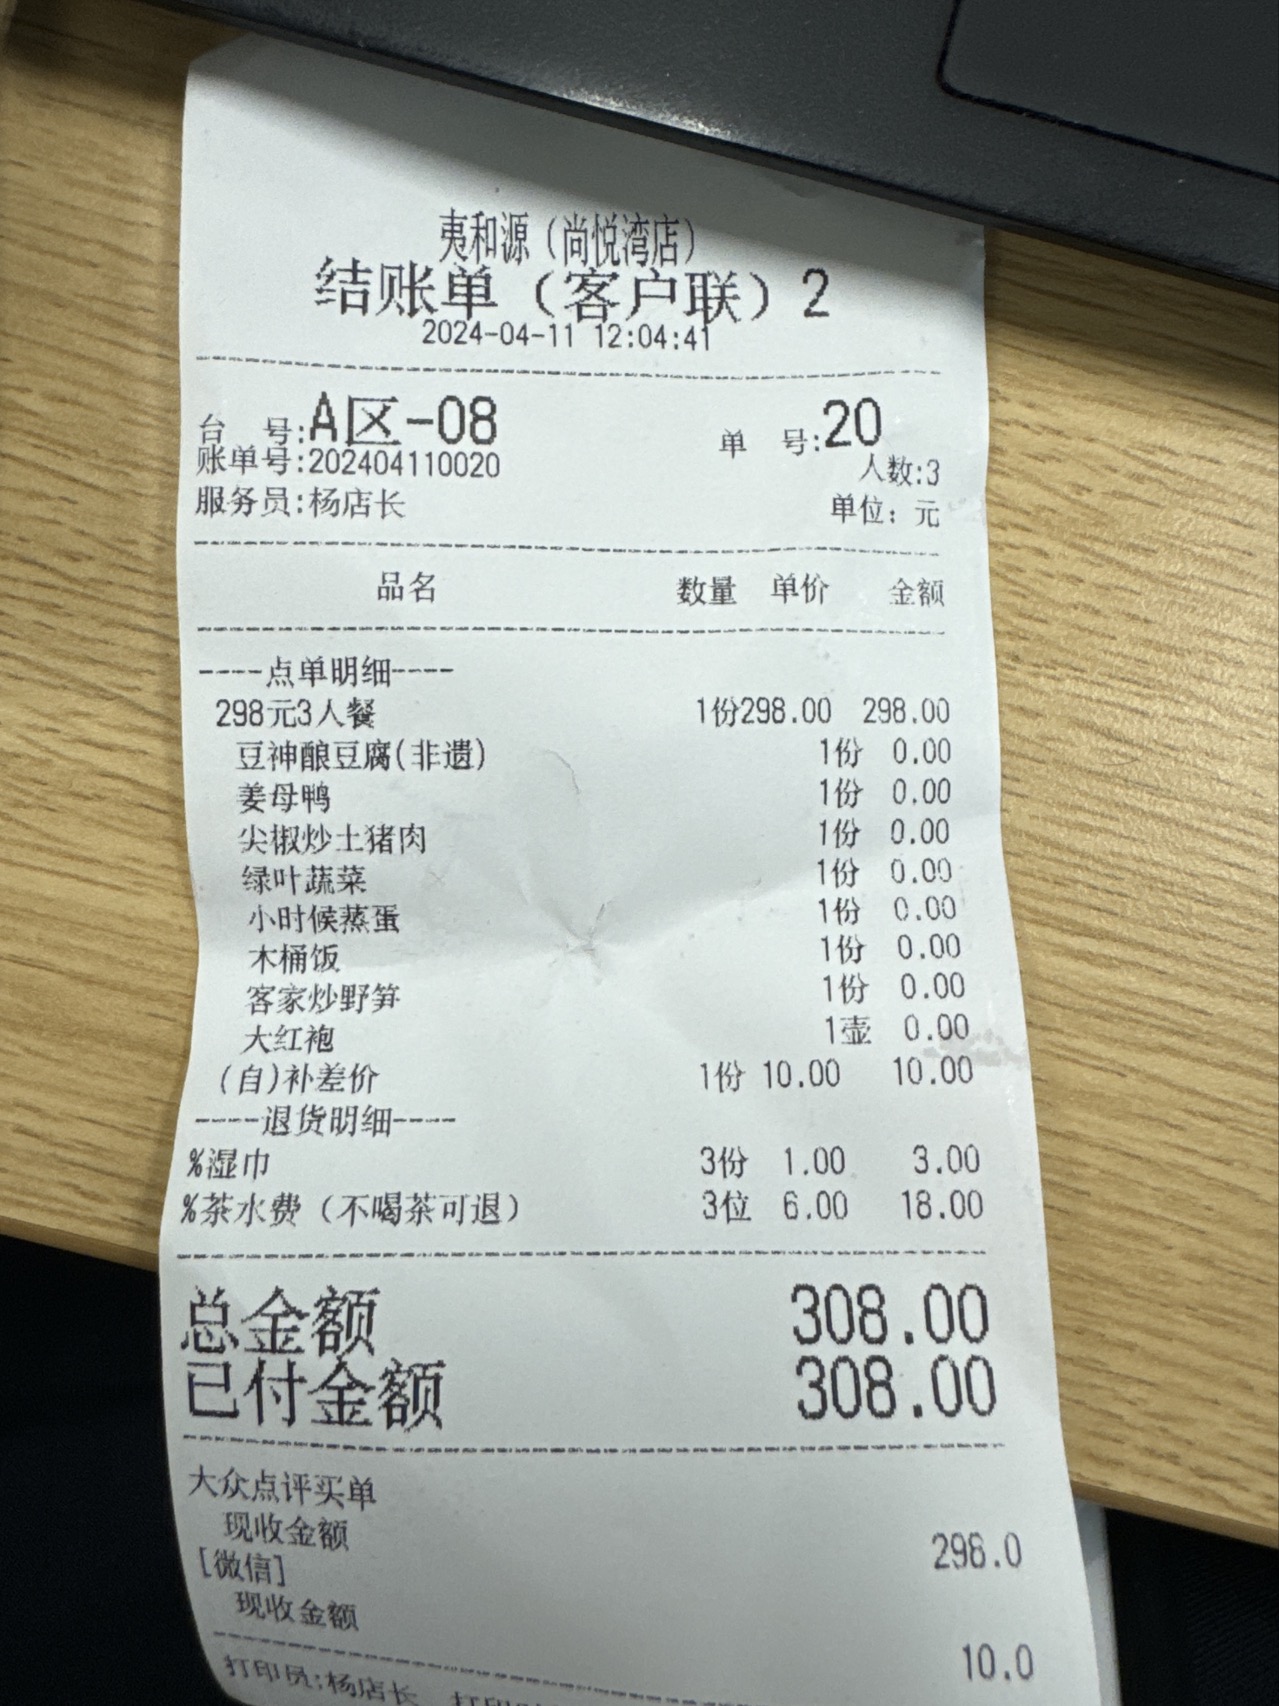 夷和源（尚悦湾店）
结账单（客户联）2
2024-04-11 12:04:41
台 号:A区-08 单 号:20
账单号:202404110020 人数:3
服务员:杨店长 单位：元
品名 数量 单价 金额
----点单明细----
298元3人餐 1份298.00 298.00
豆神酿豆腐(非遗) 1份 0.00
姜母鸭 1份 0.00
尖椒炒土猪肉 1份 0.00
绿叶蔬菜 1份 0.00
小时候蒸蛋 1份 0.00
木桶饭 1份 0.00
客家炒野笋 1份 0.00
大红袍 1壶 0.00
(自)补差价 1份 10.00 10.00
----退货明细----
%湿巾 3份 1.00 3.00
%茶水费（不喝茶可退） 3位 6.00 18.00
总金额 308.00
已付金额 308.00
大众点评买单
现收金额 298.0
[微信]
现收金额 10.0
打印员:杨店长